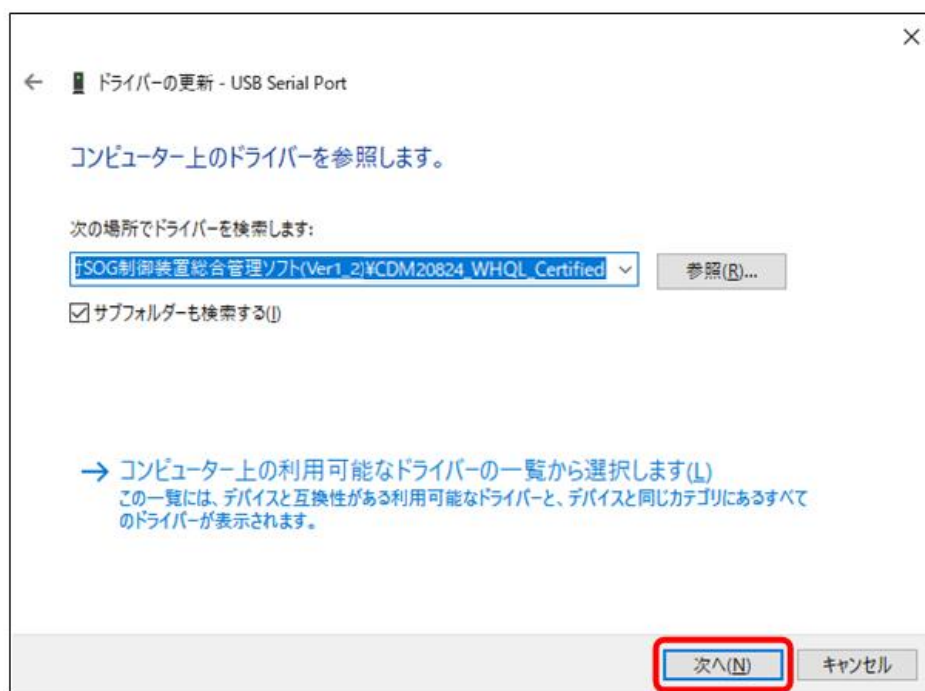 ドライバーの更新 - USB Serial Port
コンピューター上のドライバーを参照します。
次の場所でドライバーを検索します:
SOG制御装置総合管理ソフト(Ver1_2)¥CDM20824_WHQL_Certified
参照(R)...
サブフォルダーも検索する(I)
コンピューター上の利用可能なドライバーの一覧から選択します(L)
この一覧には、デバイスと互換性がある利用可能なドライバーと、デバイスと同じカテゴリにあるすべて
のドライバーが表示されます。
次へ(N)
キャンセル